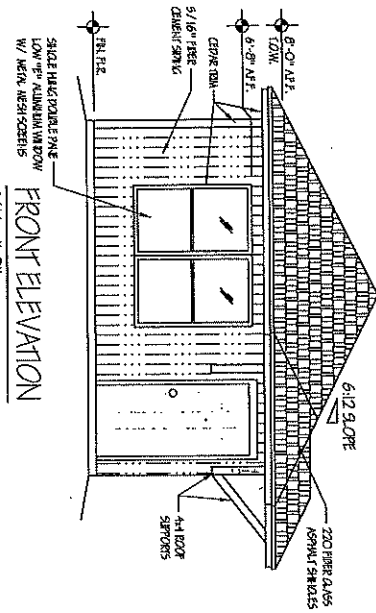 8'-0" A.F.F.
T.O.W.
6'-8" A.F.F.
CEDAR TRIM
5/16" FIBER
CEMENT SIDING
FIN. FLR.
SINGLE HUNG DOUBLE PANE
LOW "E" ALUMINUM WINDOW
W/ METAL MESH SCREENS
FRONT ELEVATION
6:12 SLOPE
220 FIBER GLASS
ASPHALT SHINGLES
4x4 ROOF
SUPPORTS